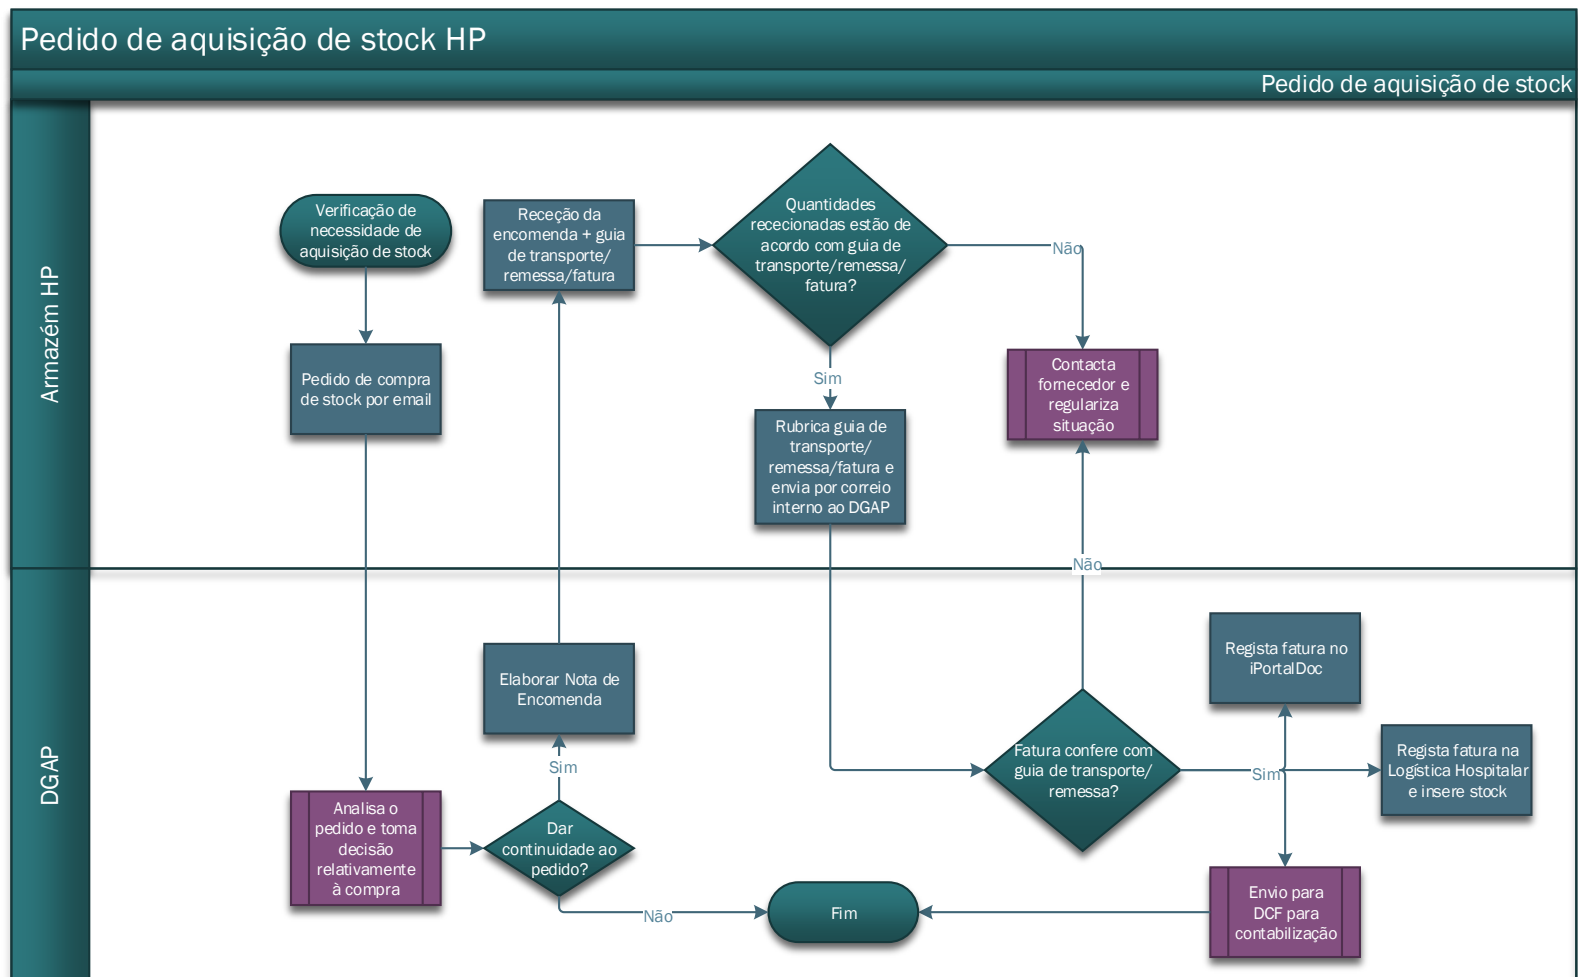 Pedido de aquisição de stock HP
Pedido de aquisição de stock
Armazém HP
Verificação de
necessidade de
aquisição de stock
Pedido de compra
de stock por email
Receção da
encomenda + guia
de transporte/
remessa/fatura
Quantidades
rececionadas estão de
acordo com guia de
transporte/remessa/
fatura?
Não
Sim
Contacta
fornecedor e
regulariza
situação
Rubrica guia de
transporte/
remessa/fatura e
envia por correio
interno ao DGAP
Não
DGAP
Elaborar Nota de
Encomenda
Sim
Analisa o
pedido e toma
decisão
relativamente
à compra
Dar
continuidade ao
pedido?
Não
Fim
Fatura confere com
guia de transporte/
remessa?
Sim
Regista fatura no
iPortalDoc
Regista fatura na
Logística Hospitalar
e insere stock
Envio para
DCF para
contabilização